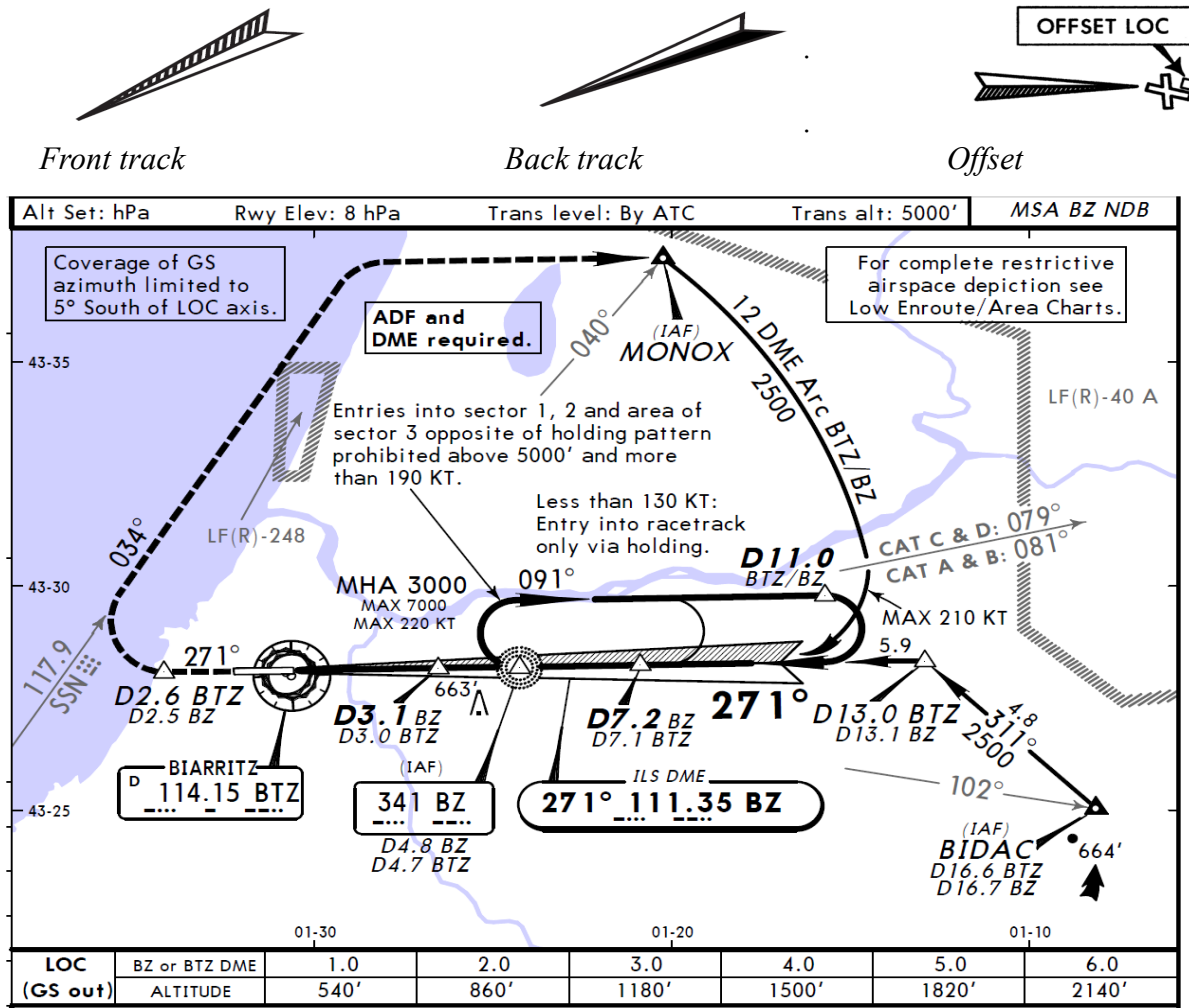 OFFSET LOC
Front track
Back track
Offset
Alt Set: hPa
Rwy Elev: 8 hPa
Trans level: By ATC
Trans alt: 5000'
MSA BZ NDB
Coverage of GS
azimuth limited to
5° South of LOC axis.
ADF and
DME required.
040°
(IAF)
MONOX
12 DME Arc BTZ/BZ
2500
For complete restrictive
airspace depiction see
Low Enroute/Area Charts.
43-35
LF(R)-40 A
Entries into sector 1, 2 and area of
sector 3 opposite of holding pattern
prohibited above 5000' and more
than 190 KT.
Less than 130 KT:
Entry into racetrack
only via holding.
LF(R)-248
034°
CAT C & D: 079°
CAT A & B: 081°
D11.0
BTZ/BZ
43-30
MHA 3000
MAX 7000
MAX 220 KT
091°
MAX 210 KT
117.9
SSN
271°
5.9
D2.6 BTZ
D2.5 BZ
663'
D3.1 BZ
D3.0 BTZ
D7.2 BZ
D7.1 BTZ
271°
D13.0 BTZ
D13.1 BZ
4.8
311°
2500
BIARRITZ
D 114.15 BTZ
(IAF)
341 BZ
D4.8 BZ
D4.7 BTZ
ILS DME
271° 111.35 BZ
102°
43-25
(IAF)
BIDAC
D16.6 BTZ
D16.7 BZ
664'
01-30
01-20
01-10
LOC BZ or BTZ DME 1.0 2.0 3.0 4.0 5.0 6.0
(GS out) ALTITUDE 540' 860' 1180' 1500' 1820' 2140'